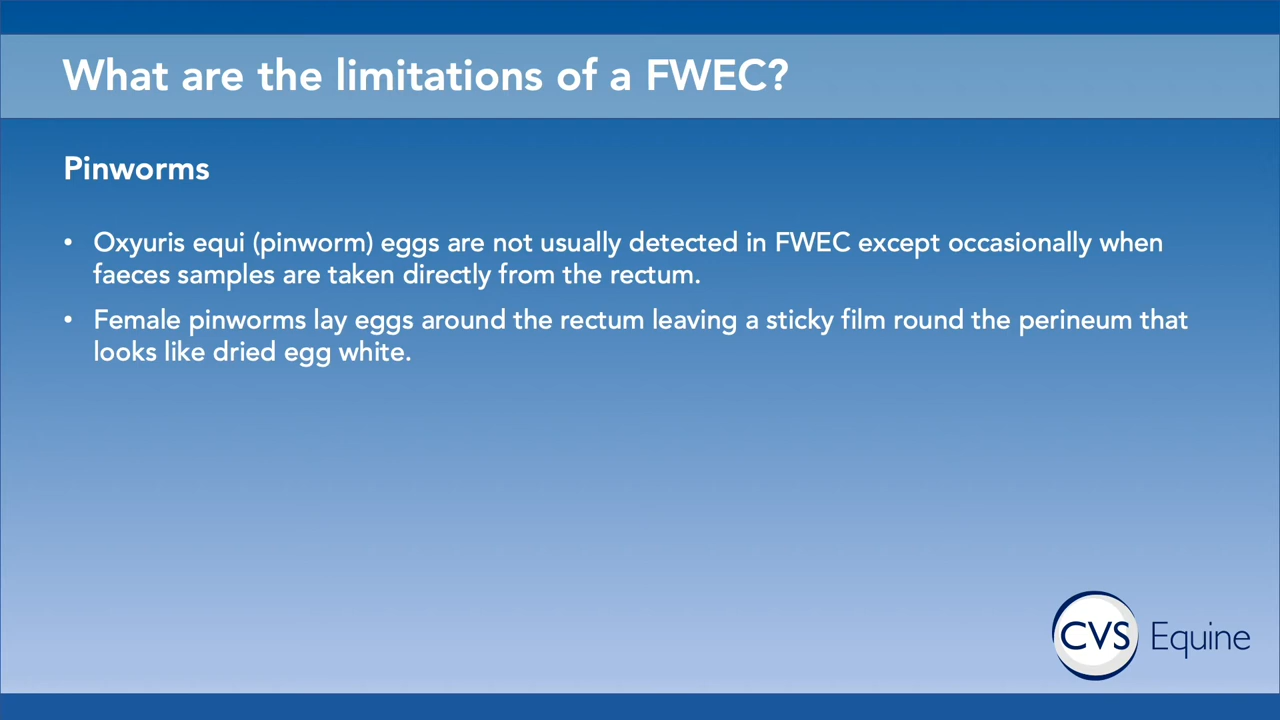 What are the limitations of a FWEC?
Pinworms
• Oxyuris equi (pinworm) eggs are not usually detected in FWEC except occasionally when
faeces samples are taken directly from the rectum.
• Female pinworms lay eggs around the rectum leaving a sticky film round the perineum that
looks like dried egg white.
CVS Equine